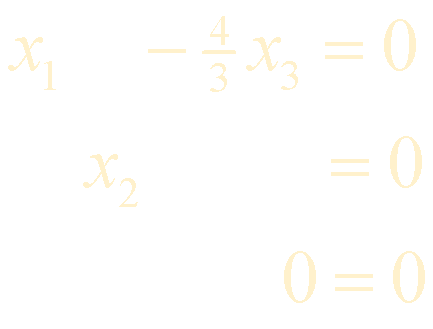 x₁ − 4/3 x₃ = 0
x₂ = 0
0 = 0